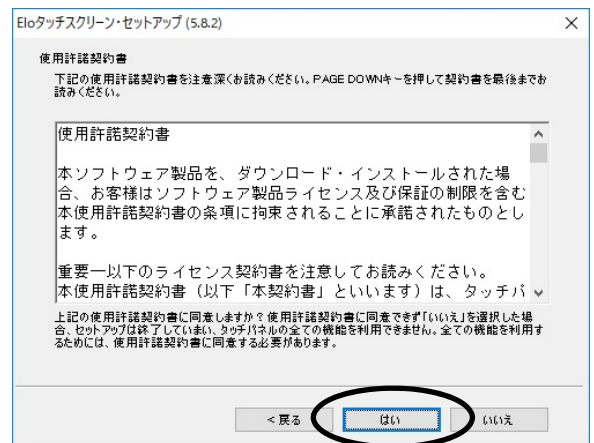 Eloタッチスクリーン・セットアップ (5.8.2)
使用許諾契約書
下記の使用許諾契約書を注意深くお読みください。PAGE DOWNキーを押して契約書を最後までお
読みください。
使用許諾契約書
本ソフトウェア製品を、ダウンロード・インストールされた場
合、お客様はソフトウェア製品ライセンス及び保証の制限を含む
本使用許諾契約書の条項に拘束されることに承諾されたものとし
ます。
重要ー以下のライセンス契約書を注意してお読みください。
本使用許諾契約書（以下「本契約書」といいます）は、タッチパ
上記の使用許諾契約書に同意しますか？使用許諾契約書に同意できず「いいえ」を選択した場
合、セットアップは終了していまい、タッチパネルの全ての機能を利用できません。全ての機能を利用す
るためには、使用許諾契約書に同意する必要があります。
< 戻る
はい
いいえ